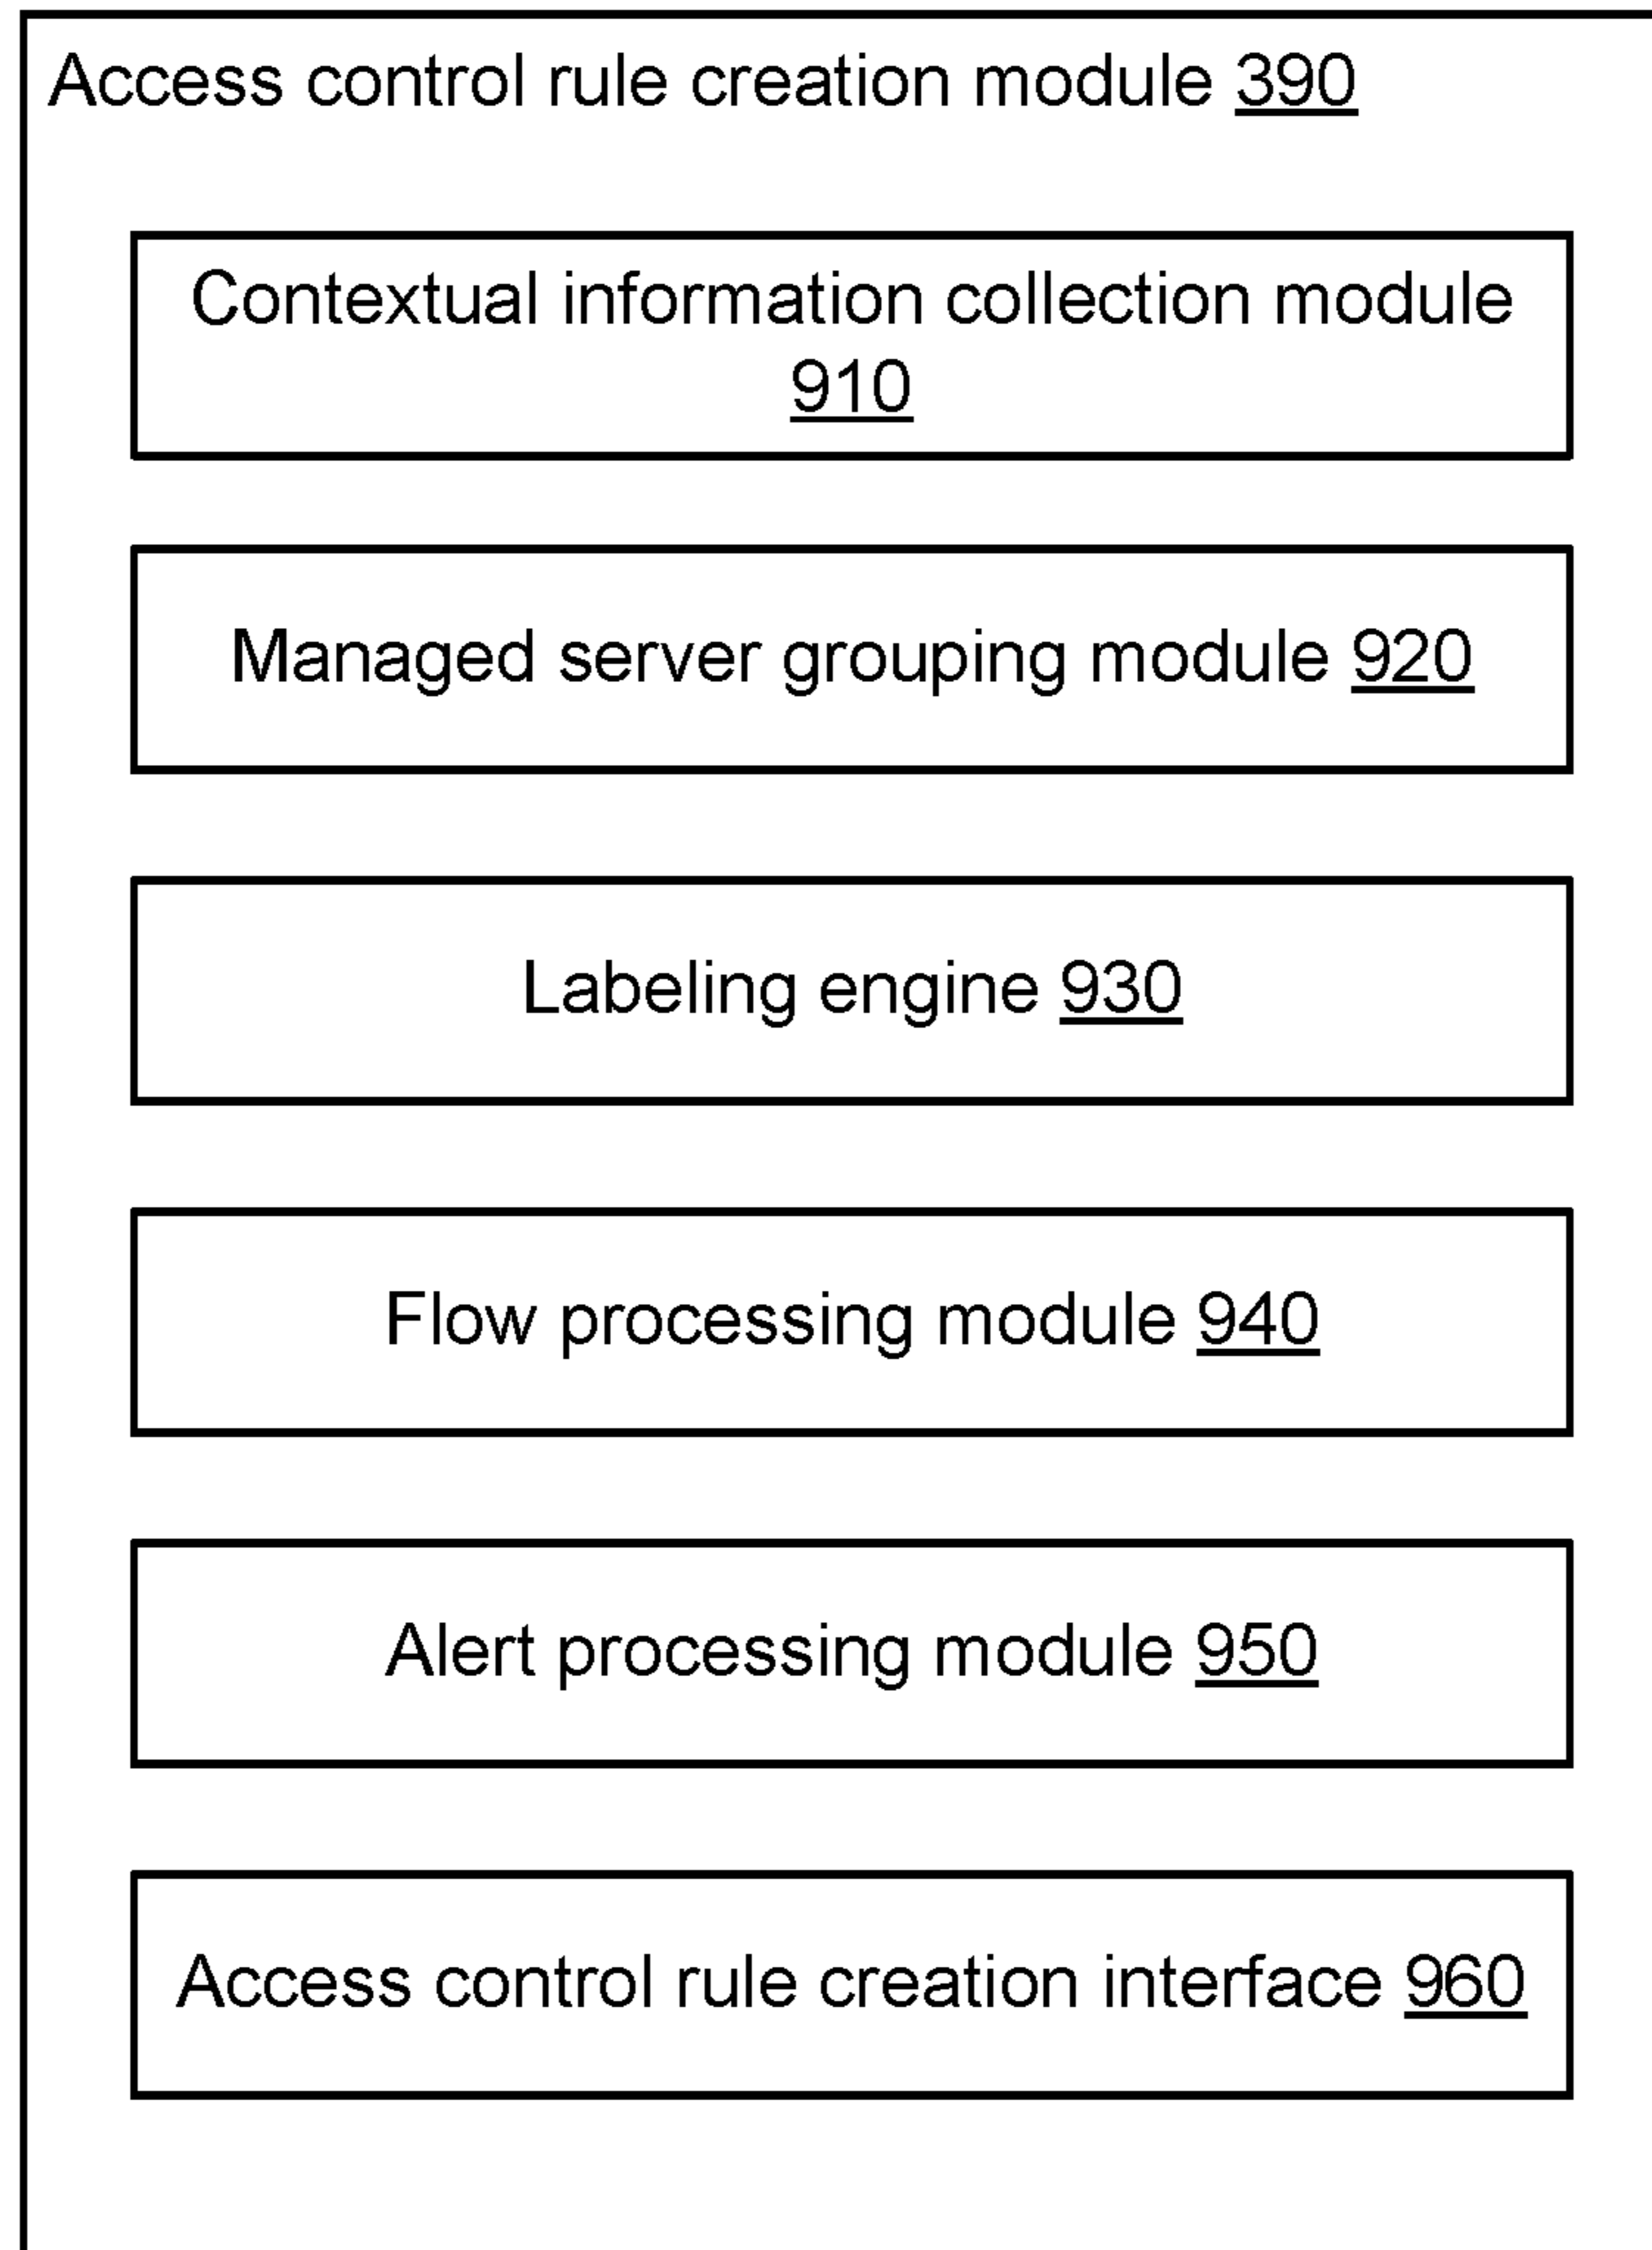 Access control rule creation module 390
Contextual information collection module
910
Managed server grouping module 920
Labeling engine 930
Flow processing module 940
Alert processing module 950
Access control rule creation interface 960